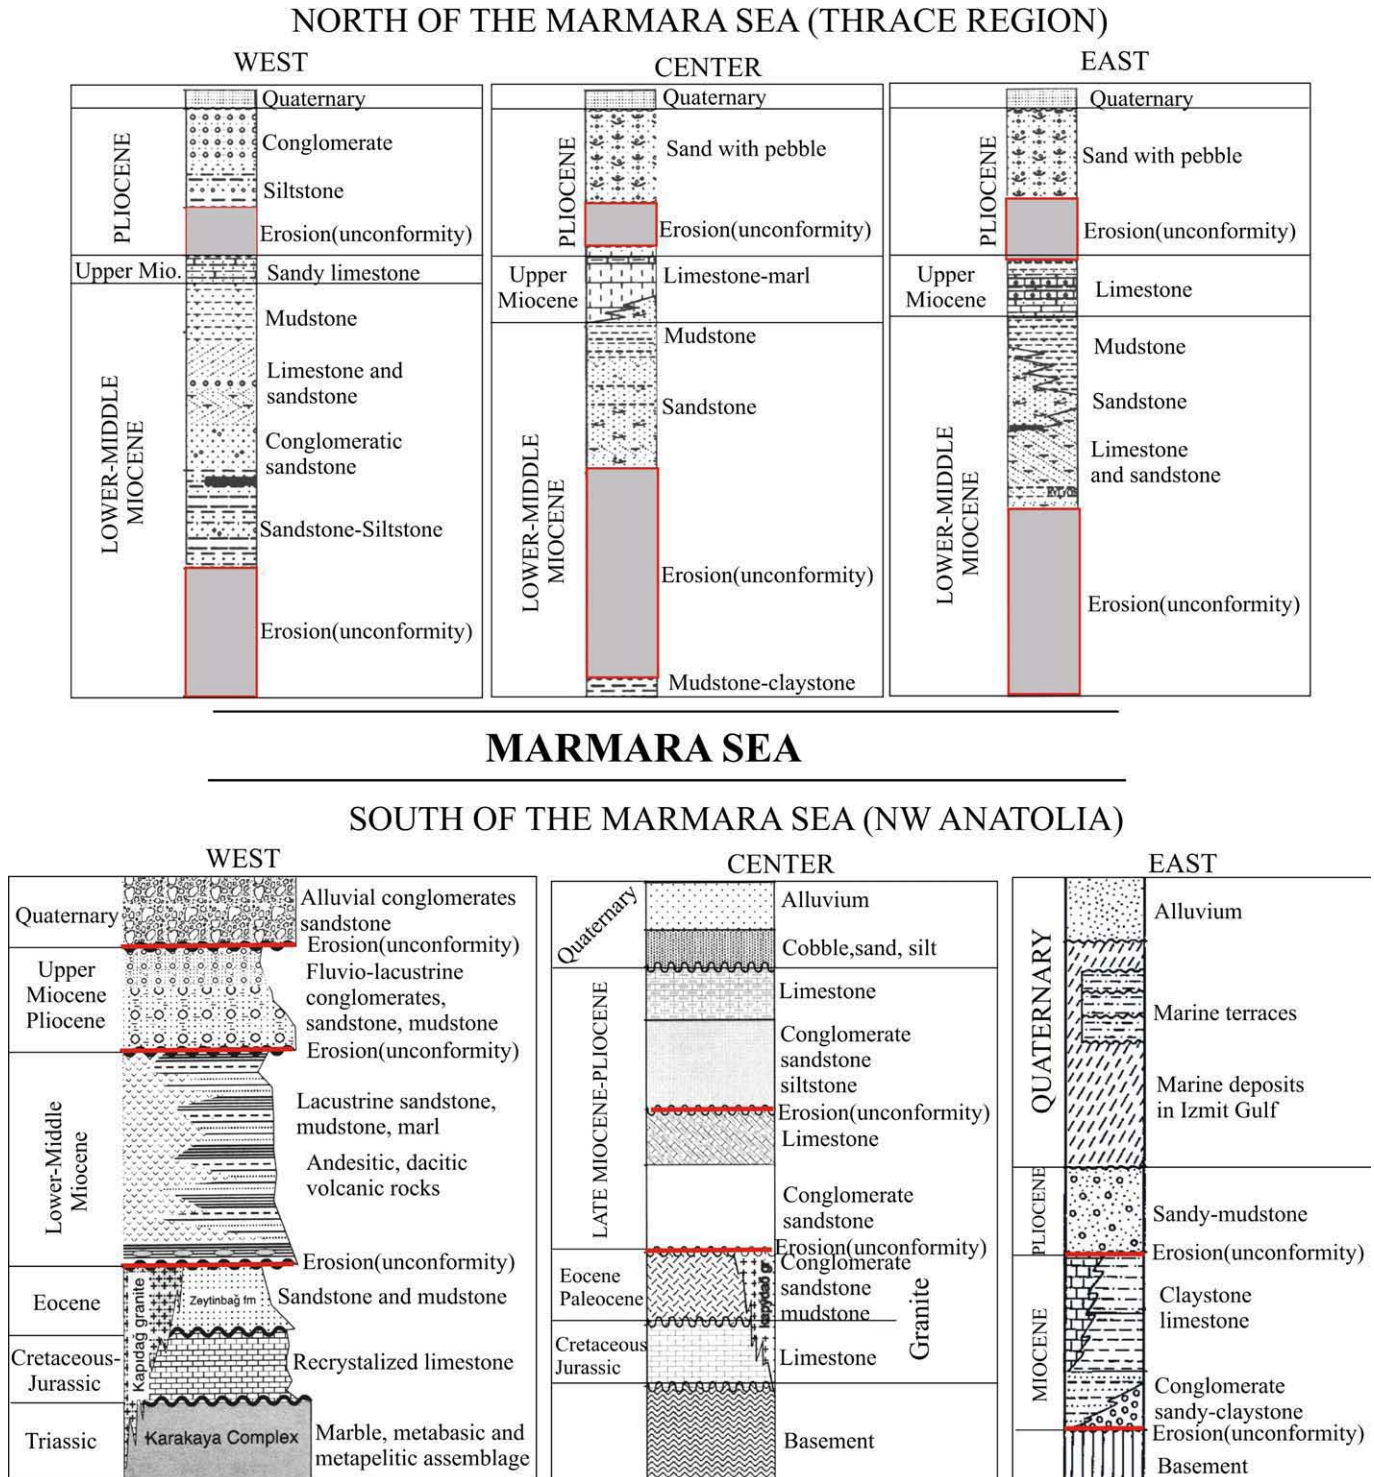 NORTH OF THE MARMARA SEA (THRACE REGION)
WEST
Quaternary
PLIOCENE
Conglomerate
Siltstone
Erosion(unconformity)
Upper Mio.
Sandy limestone
LOWER-MIDDLE
MIOCENE
Mudstone
Limestone and
sandstone
Conglomeratic
sandstone
Sandstone-Siltstone
Erosion(unconformity)
CENTER
Quaternary
PLIOCENE
Sand with pebble
Erosion(unconformity)
Upper
Miocene
Limestone-marl
LOWER-MIDDLE
MIOCENE
Mudstone
Sandstone
Erosion(unconformity)
Mudstone-claystone
EAST
Quaternary
PLIOCENE
Sand with pebble
Erosion(unconformity)
Upper
Miocene
Limestone
LOWER-MIDDLE
MIOCENE
Mudstone
Sandstone
Limestone
and sandstone
Erosion(unconformity)
MARMARA SEA
SOUTH OF THE MARMARA SEA (NW ANATOLIA)
WEST
Quaternary
Alluvial conglomerates
sandstone
Erosion(unconformity)
Upper
Miocene
Pliocene
Fluvio-lacustrine
conglomerates,
sandstone, mudstone
Erosion(unconformity)
Lower-Middle
Miocene
Lacustrine sandstone,
mudstone, marl
Andesitic, dacitic
volcanic rocks
Erosion(unconformity)
Eocene
Kapıdağ granite
Zeytinbağ fm
Sandstone and mudstone
Cretaceous-
Jurassic
Recrystalized limestone
Triassic
Karakaya Complex
Marble, metabasic and
metapelitic assemblage
CENTER
Quaternary
Alluvium
Cobble,sand, silt
LATE MIOCENE-PLIOCENE
Limestone
Conglomerate
sandstone
siltstone
Erosion(unconformity)
Limestone
Conglomerate
sandstone
Erosion(unconformity)
Eocene
Paleocene
kapıdağ gr
Conglomerate
sandstone
mudstone
Granite
Cretaceous
Jurassic
Limestone
Basement
EAST
QUATERNARY
Alluvium
Marine terraces
Marine deposits
in Izmit Gulf
PLIOCENE
Sandy-mudstone
Erosion(unconformity)
MIOCENE
Claystone
limestone
Conglomerate
sandy-claystone
Erosion(unconformity)
Basement